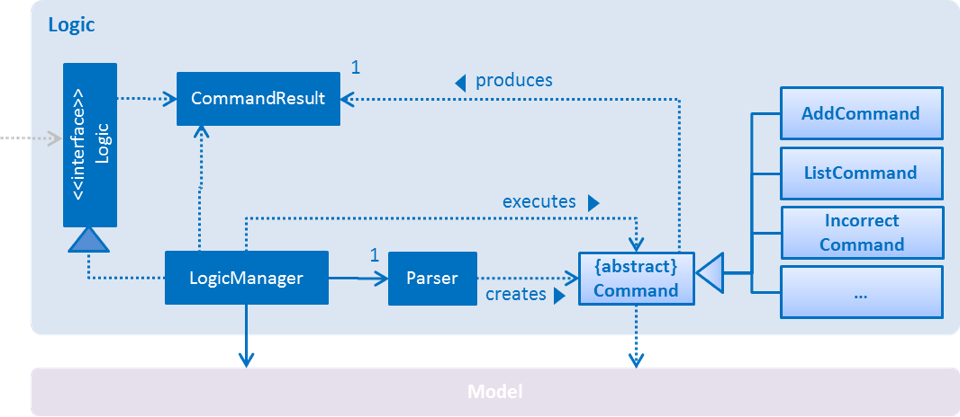 Logic
1
produces
CommandResult
<<interface>>
Logic
AddCommand
ListCommand
executes
Incorrect
Command
LogicManager
1
Parser
creates
{abstract}
Command
...
Model